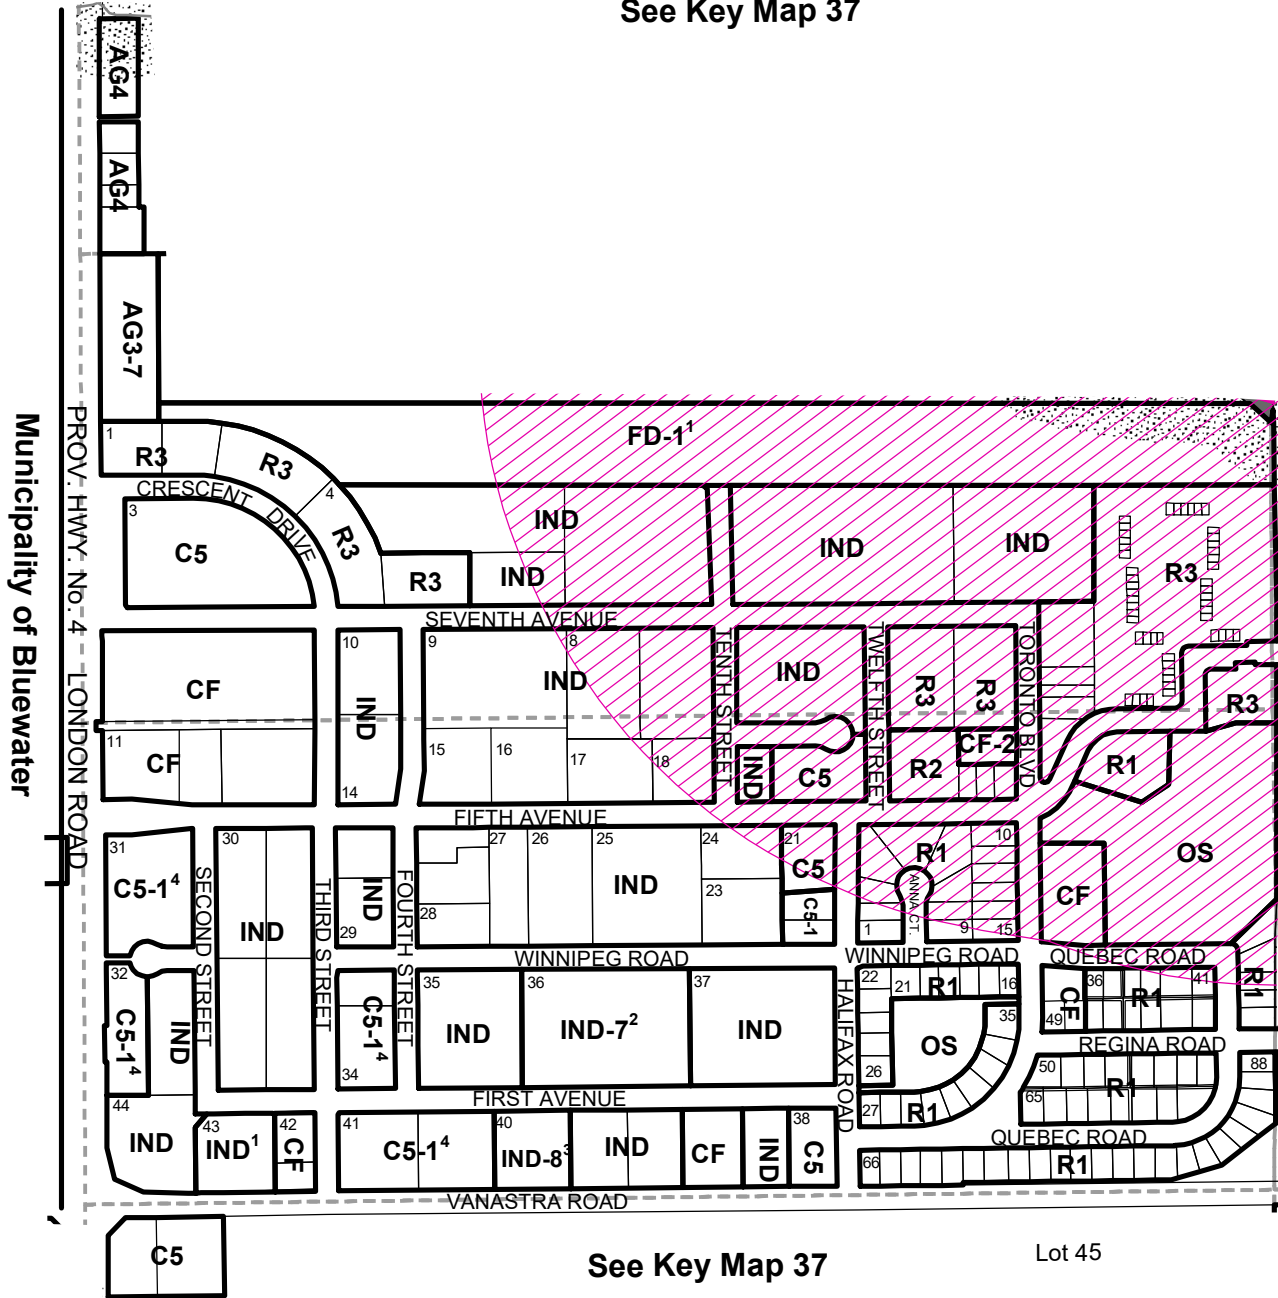 See Key Map 37
AG4
AG4
AG3-7
Municipality of Bluewater
PROV. HWY. No. 4 LONDON ROAD
FD-1¹
1
R3
R3
4
R3
R3
CRESCENT DRIVE
3
C5
IND
IND
IND
IND
R3
SEVENTH AVENUE
CF
10
IND
14
9
8
IND
15
16
17
18
TENTH STREET
IND
IND
C5
TWELFTH STREET
R3
R3
CF-2
R2
TORONTO BLVD
R3
R1
OS
CF
11
CF
FIFTH AVENUE
31
C5-1⁴
SECOND STREET
30
IND
THIRD STREET
IND
29
FOURTH STREET
27
26
25
24
IND
23
28
21
C5
C5-1
R1
10
ANNA CT.
1
9
15
WINNIPEG ROAD
WINNIPEG ROAD
QUEBEC ROAD
32
C5-1⁴
IND
C5-1⁴
34
35
IND
36
IND-7²
37
IND
HALIFAX ROAD
22
21
R1
16
35
OS
26
27
R1
CF
49
36
R1
41
R1
REGINA ROAD
50
65
R1
88
QUEBEC ROAD
66
R1
FIRST AVENUE
44
IND
43
IND¹
42
CF
41
C5-1⁴
40
IND-8³
IND
CF
IND
38
C5
VANASTRA ROAD
C5
See Key Map 37
Lot 45